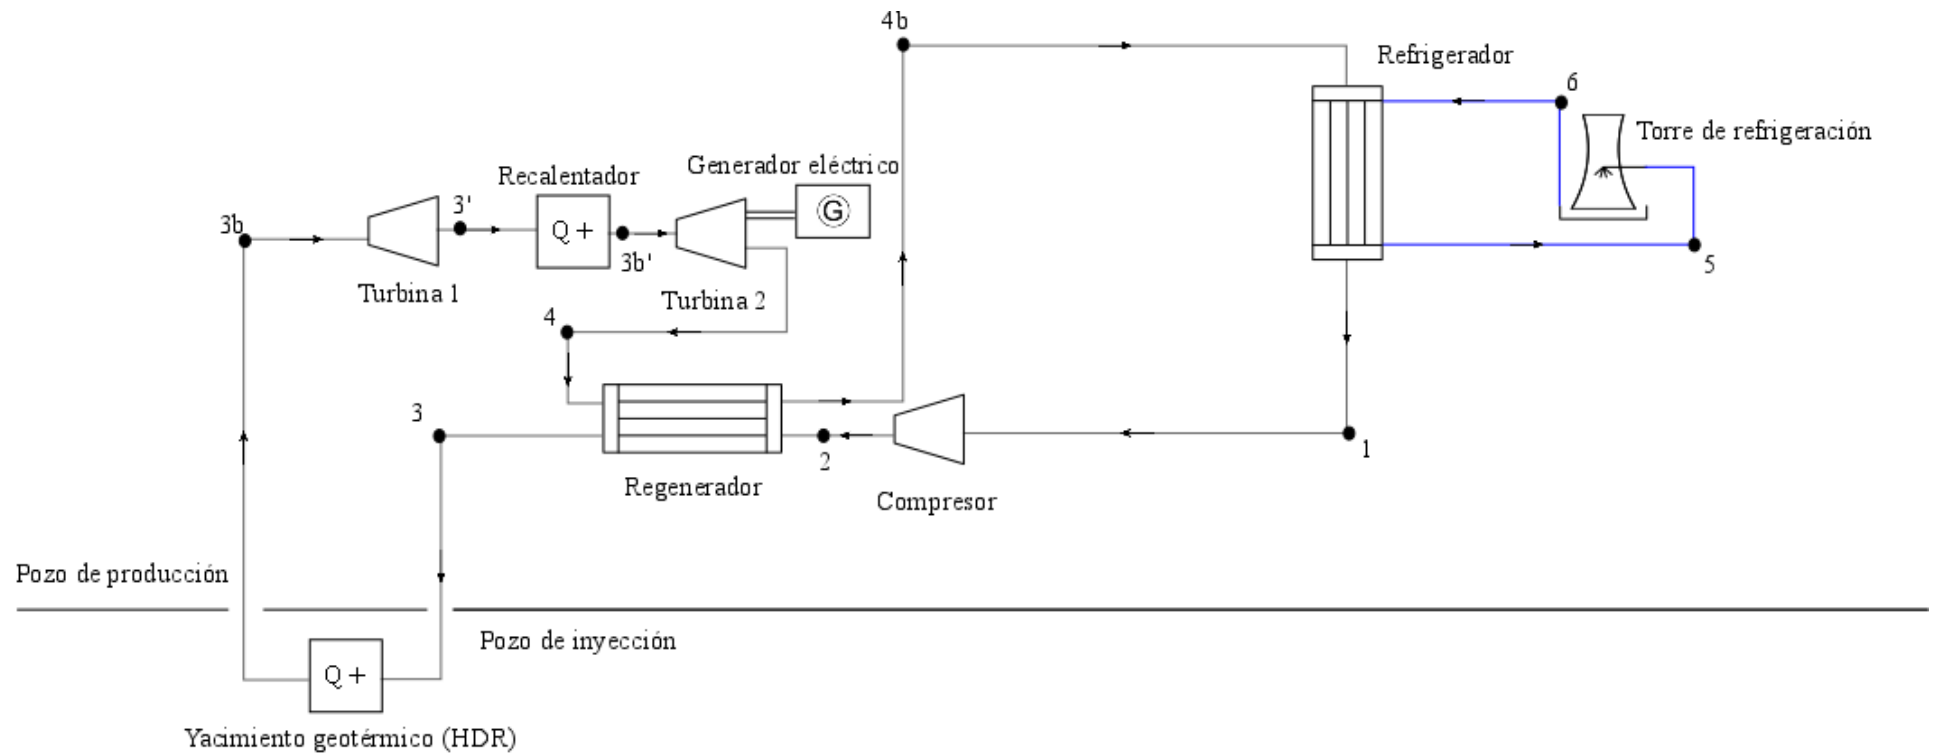 4b
Refrigerador
6
Torre de refrigeración
Generador eléctrico
G
Recalentador
3'
Q +
3b
3b'
Turbina 1
Turbina 2
5
4
3
2
1
Regenerador
Compresor
Pozo de producción
Pozo de inyección
Q +
Yacimiento geotérmico (HDR)